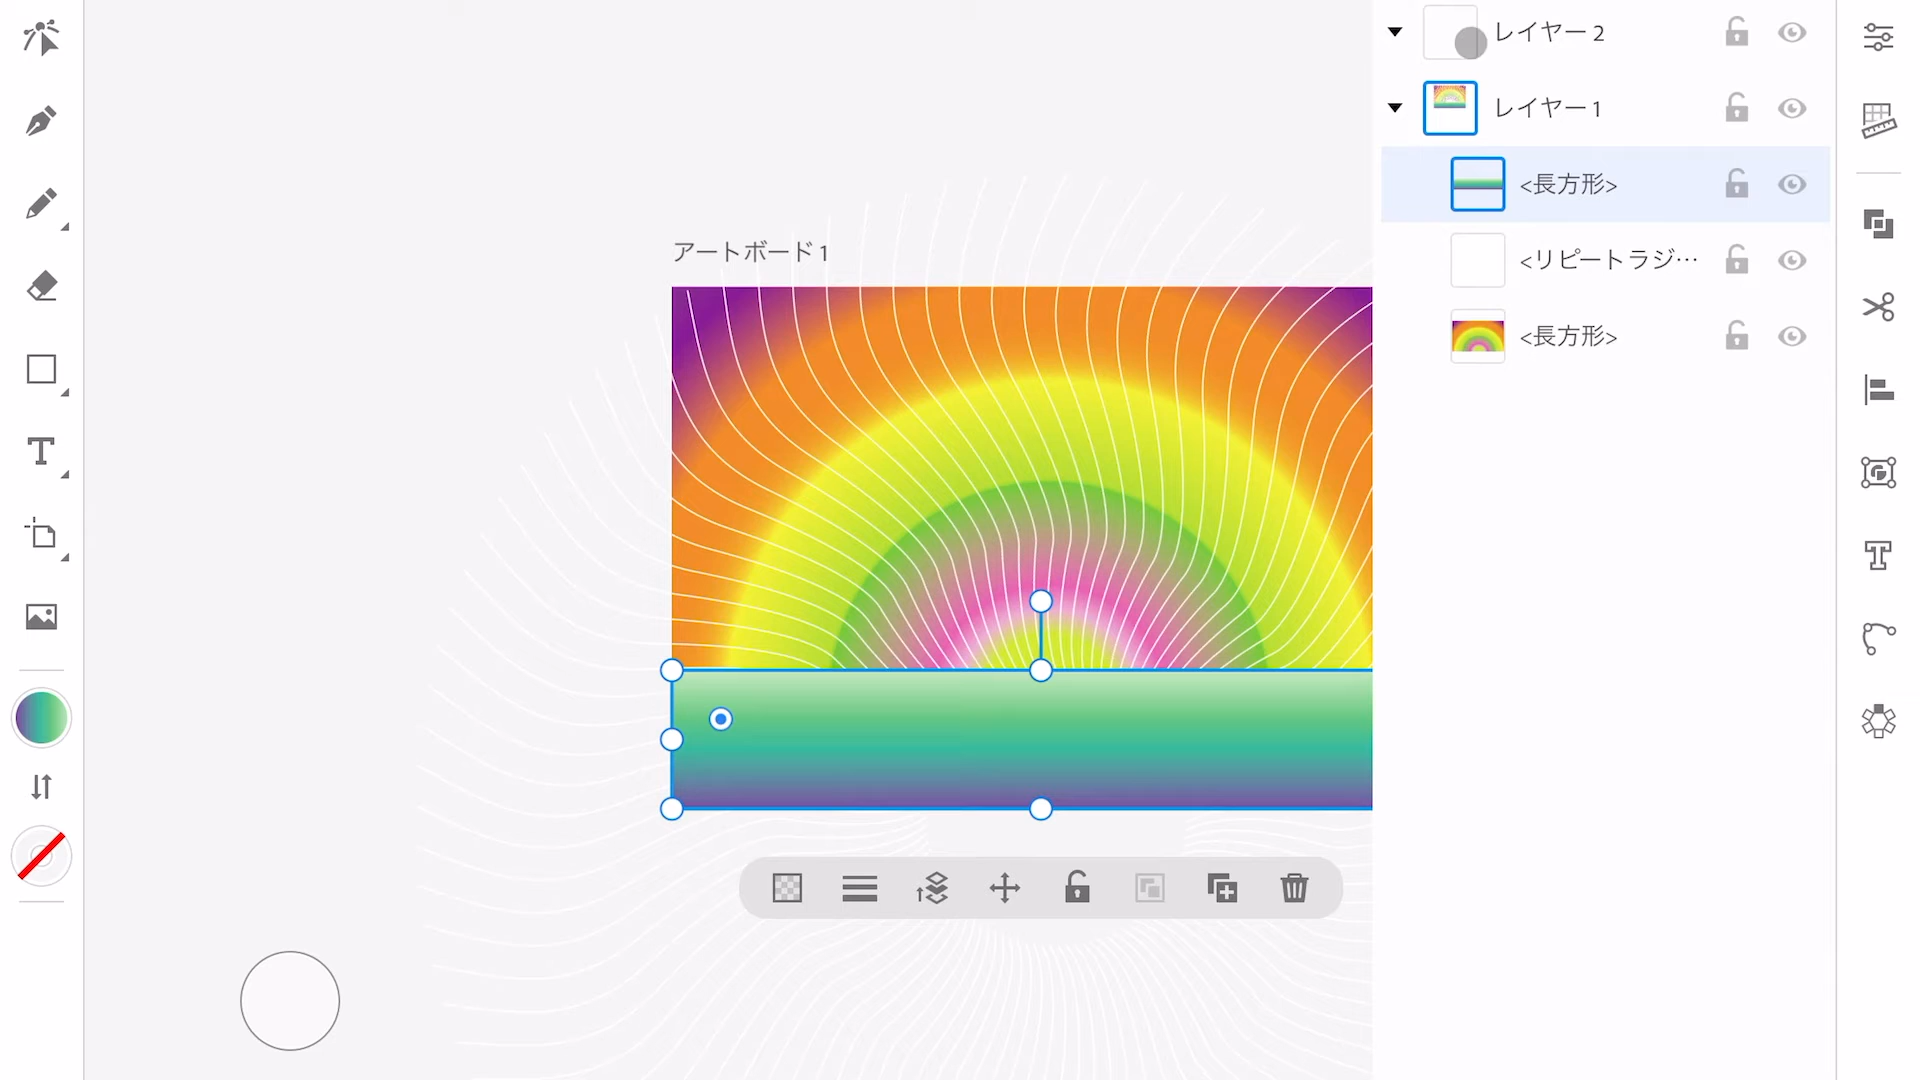 レイヤー 2
レイヤー 1
<長方形>
<リピートラジ…
<長方形>
アートボード 1